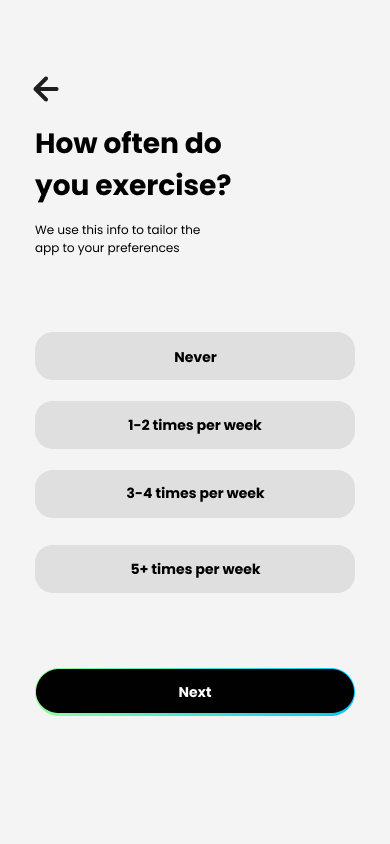 How often do
you exercise?
We use this info to tailor the
app to your preferences
Never
1-2 times per week
3-4 times per week
5+ times per week
Next